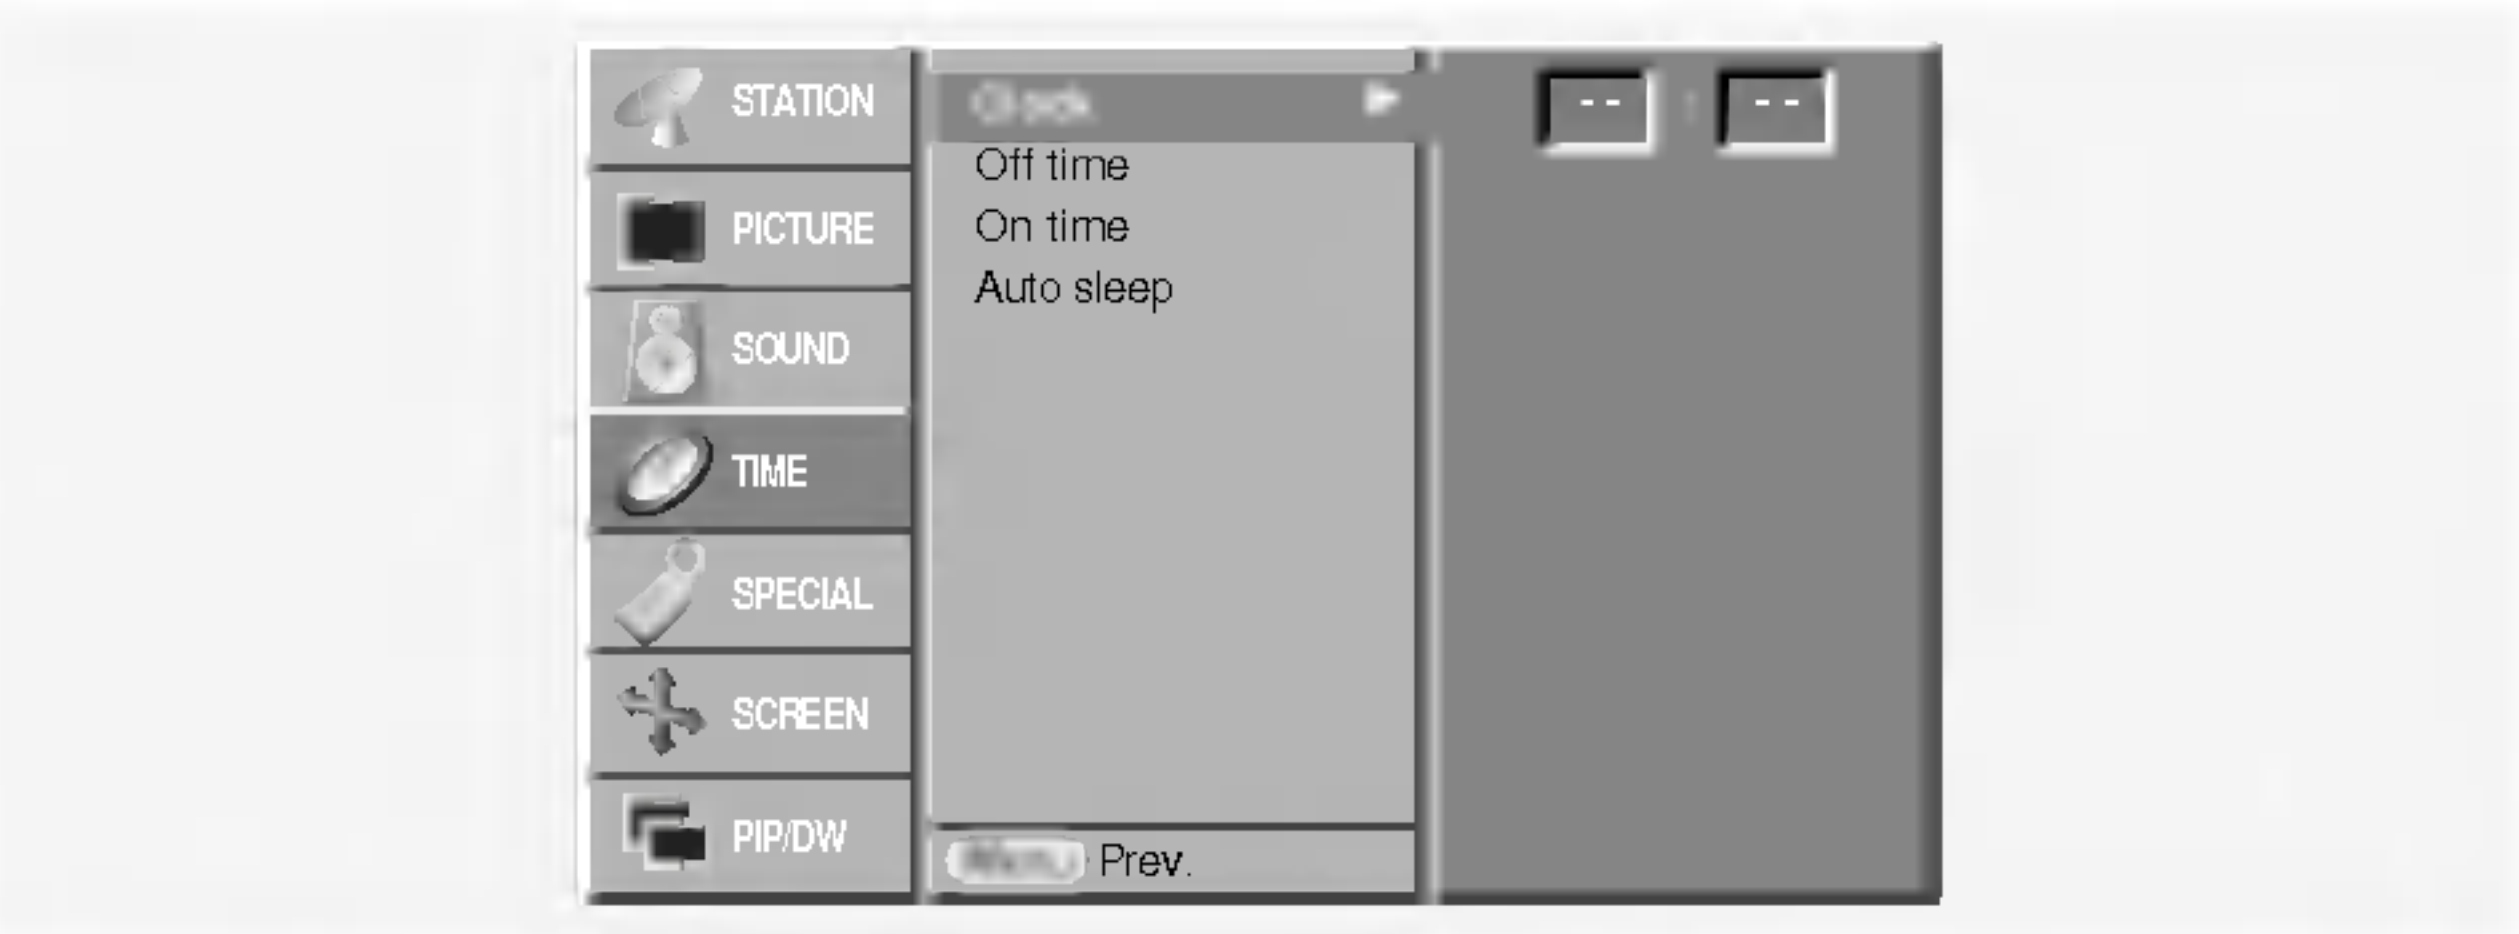 STATION
PICTURE
SOUND
TIME
SPECIAL
SCREEN
PIP/DW
Clock
Off time
On time
Auto sleep
Prev.
-- : --